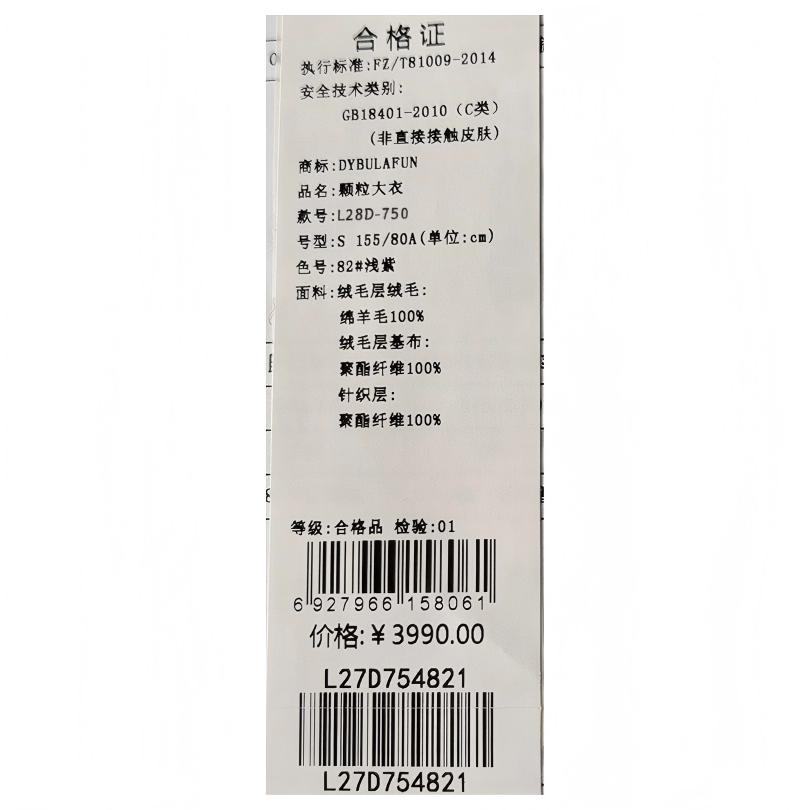 合格证
执行标准:FZ/T81009-2014
安全技术类别:
GB18401-2010（C类）
(非直接接触皮肤)
商标:DYBULAFUN
品名:颗粒大衣
款号:L28D-750
号型:S 155/80A(单位:cm)
色号:82#浅紫
面料:绒毛层绒毛:
绵羊毛100%
绒毛层基布:
聚酯纤维100%
针织层:
聚酯纤维100%
等级:合格品 检验:01
6 927966 158061
价格:¥3990.00
L27D754821
L27D754821